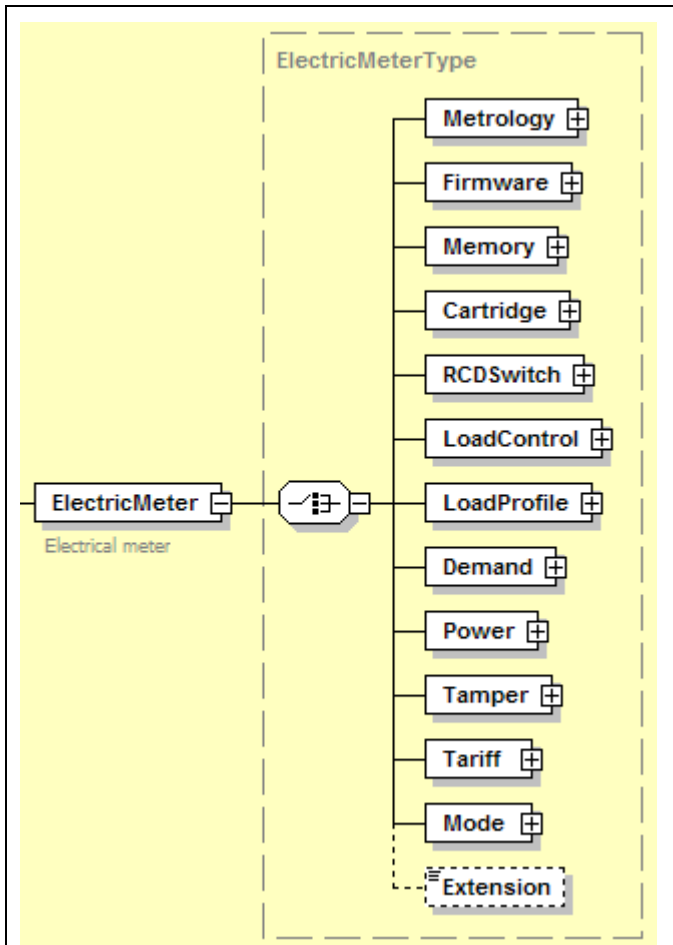 ElectricMeterType
Metrology
Firmware
Memory
Cartridge
RCDSwitch
LoadControl
ElectricMeter
LoadProfile
Electrical meter
Demand
Power
Tamper
Tariff
Mode
Extension